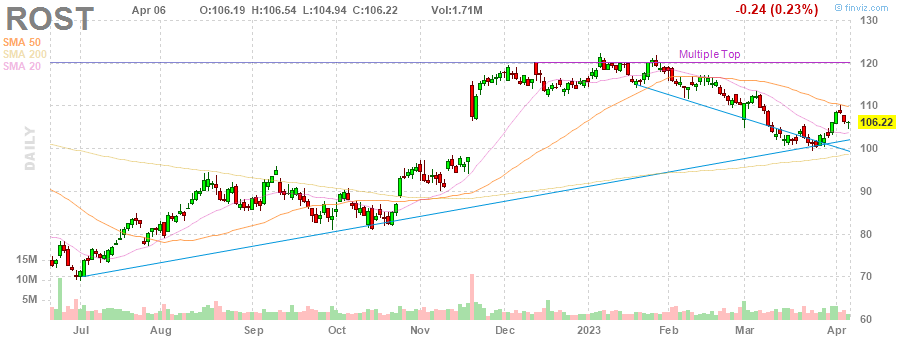 ROST Apr 06 O:106.19 H:106.54 L:104.94 C:106.22 Vol:1.71M -0.24 (0.23%) finviz.com
SMA 50
SMA 200
SMA 20
Multiple Top
DAILY
130
120
110
106.22
100
90
80
70
60
15M
10M
5M
Jul Aug Sep Oct Nov Dec 2023 Feb Mar Apr